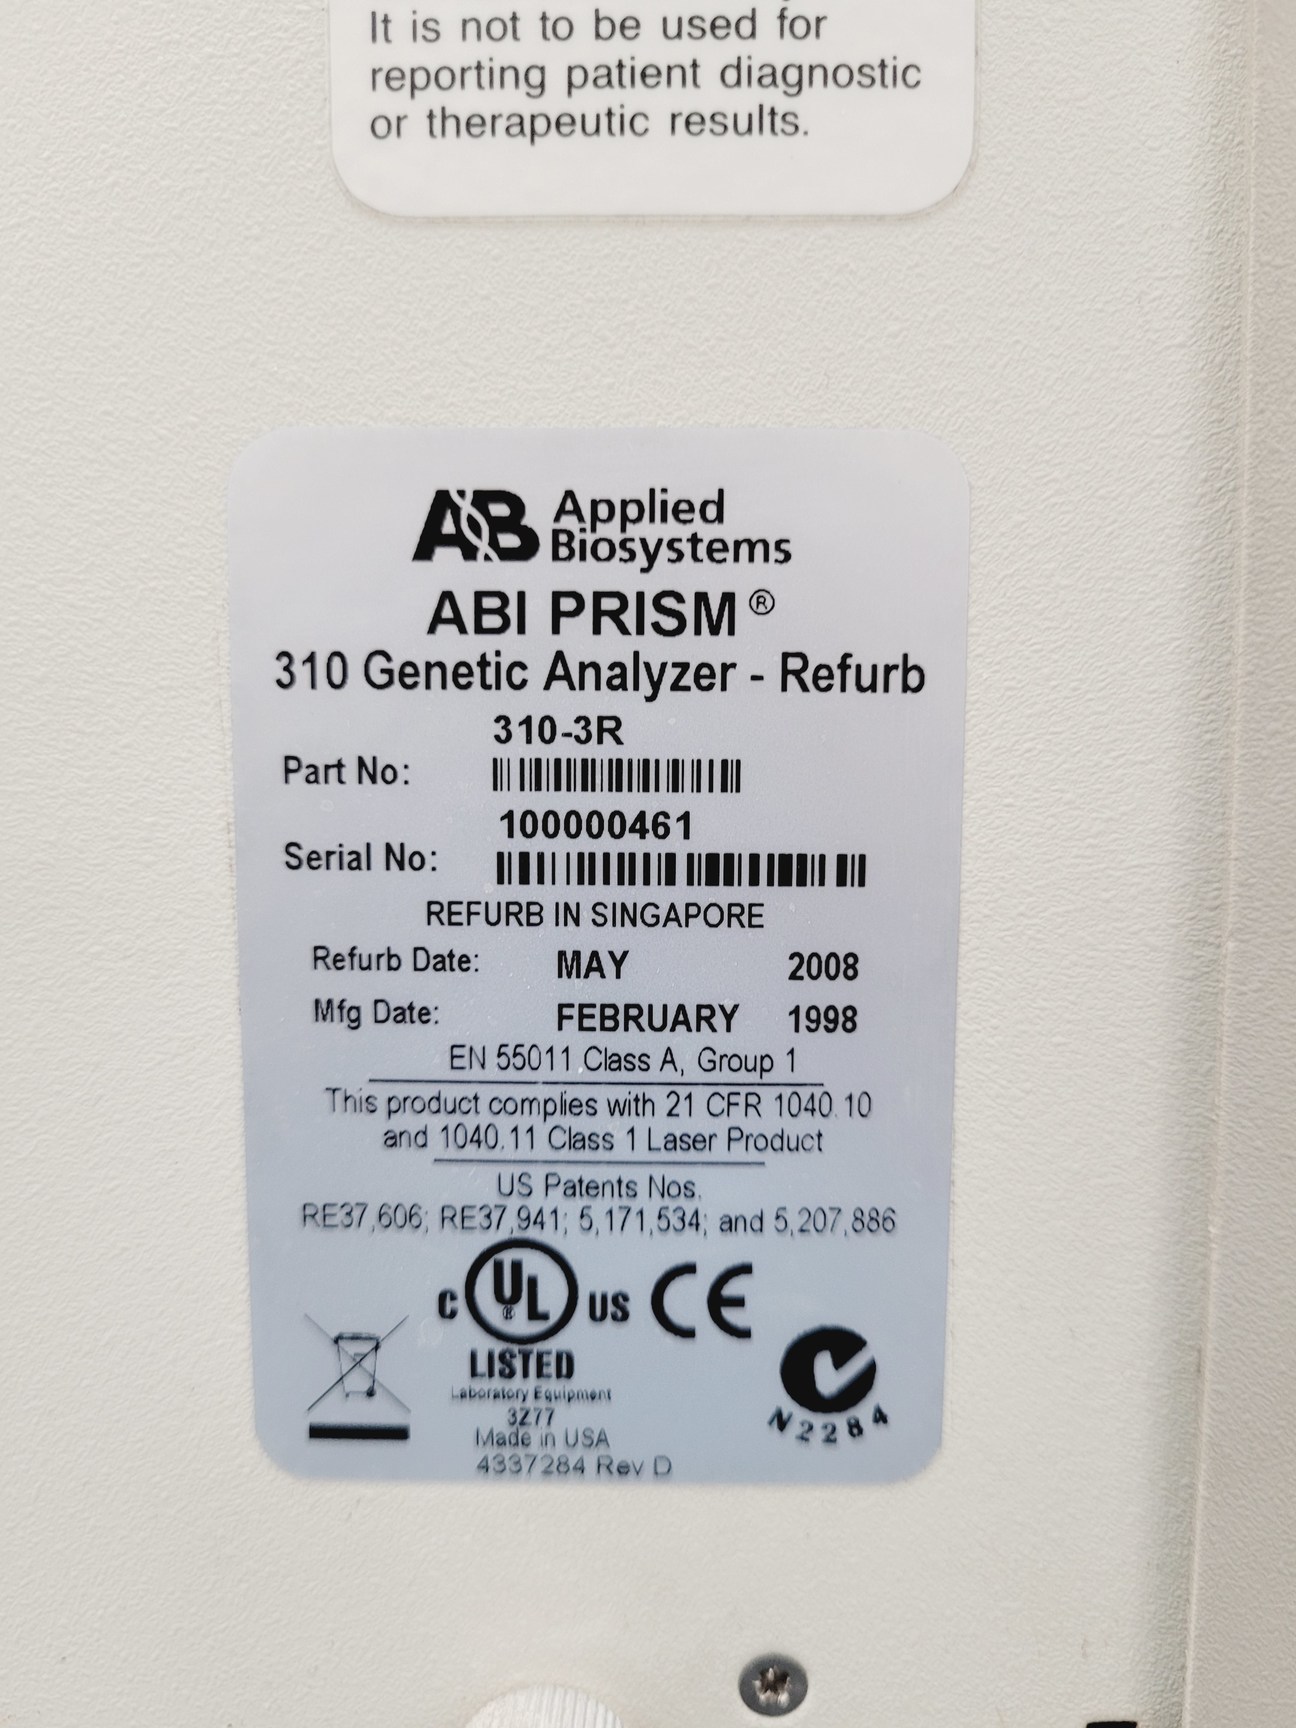 It is not to be used for
reporting patient diagnostic
or therapeutic results.
AB Applied
Biosystems
ABI PRISM®
310 Genetic Analyzer - Refurb
310-3R
Part No:
100000461
Serial No:
REFURB IN SINGAPORE
Refurb Date: MAY 2008
Mfg Date: FEBRUARY 1998
EN 55011 Class A, Group 1
This product complies with 21 CFR 1040.10
and 1040.11 Class 1 Laser Product
US Patents Nos.
RE37,606; RE37,941; 5,171,534; and 5,207,886
C UL® US CE
LISTED
Laboratory Equipment
3Z77
Made in USA
4337284 Rev D
N2284